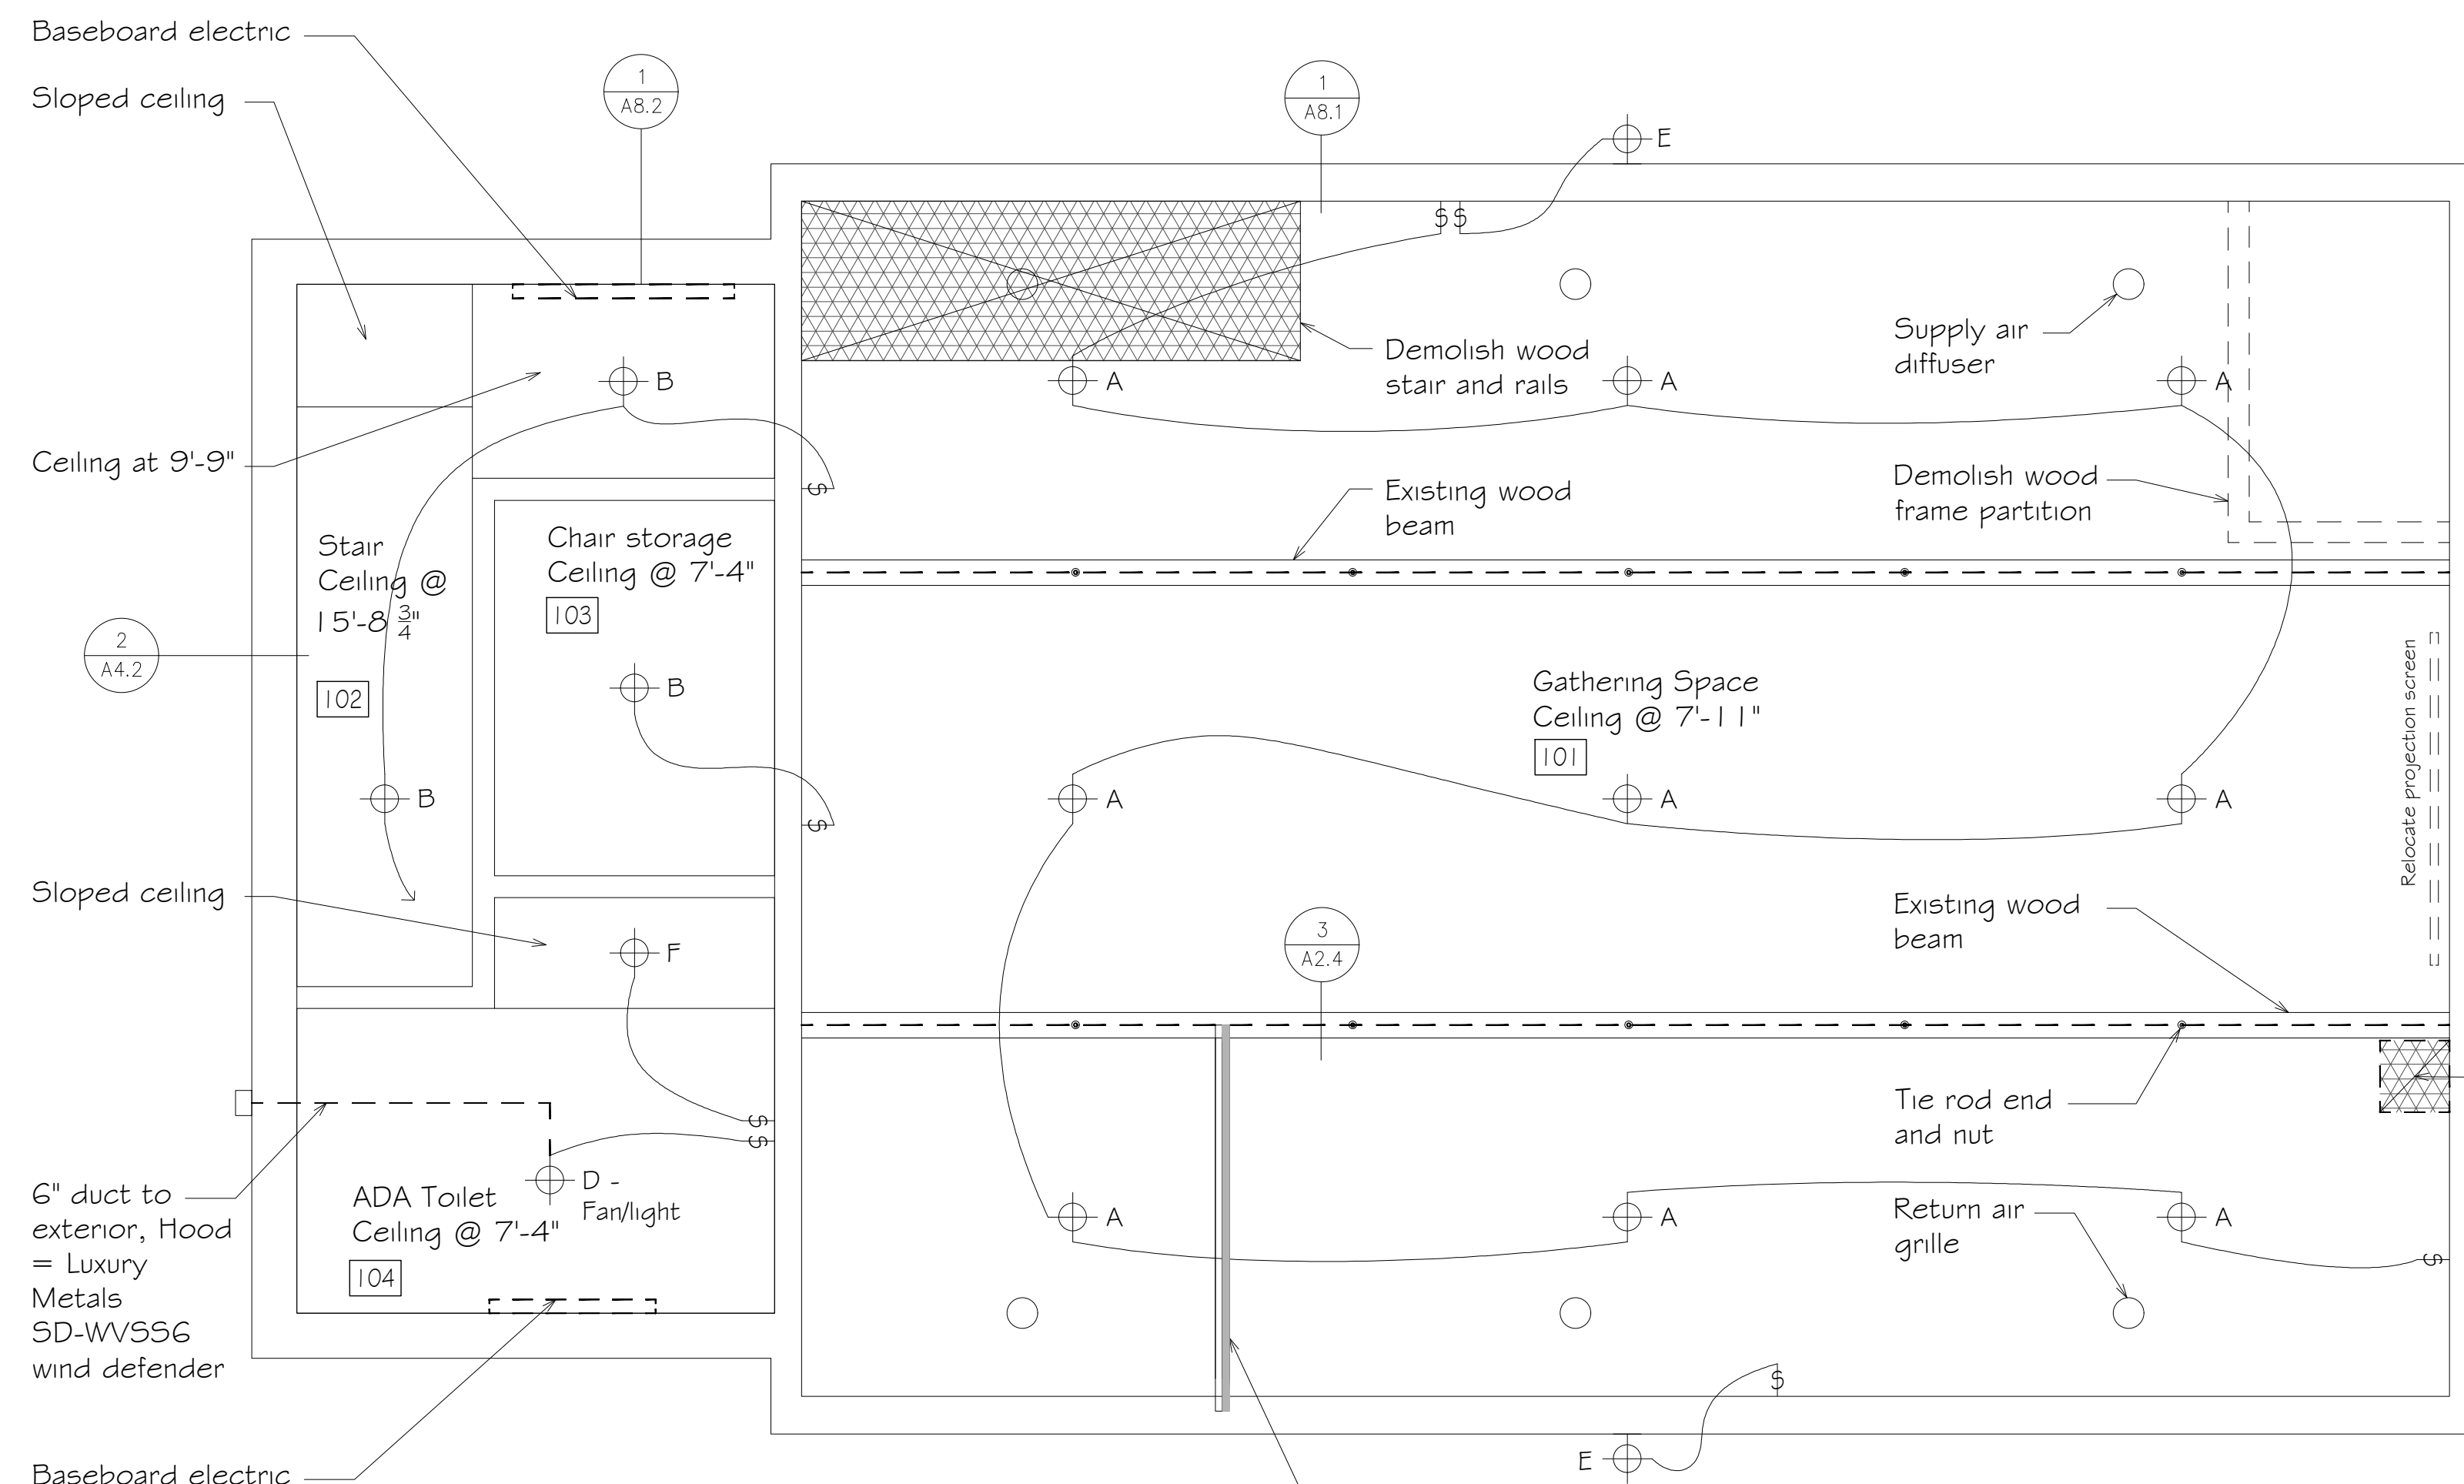 Baseboard electric
Sloped ceiling
1
A8.2
1
A8.1
E
$$
B
A
A
A
Demolish wood
stair and rails
Supply air
diffuser
Ceiling at 9'-9"
$
Existing wood
beam
Demolish wood
frame partition
Stair
Ceiling @
15'-8 3/4"
102
Chair storage
Ceiling @ 7'-4"
103
2
A4.2
B
Gathering Space
Ceiling @ 7'-11"
101
Relocate projection screen
B
A
A
A
$
Sloped ceiling
F
3
A2.4
Existing wood
beam
Tie rod end
and nut
$
$
6" duct to
exterior, Hood
= Luxury
Metals
SD-WVSS6
wind defender
D -
Fan/light
ADA Toilet
Ceiling @ 7'-4"
104
A
A
A
Return air
grille
$
$
E
Baseboard electric